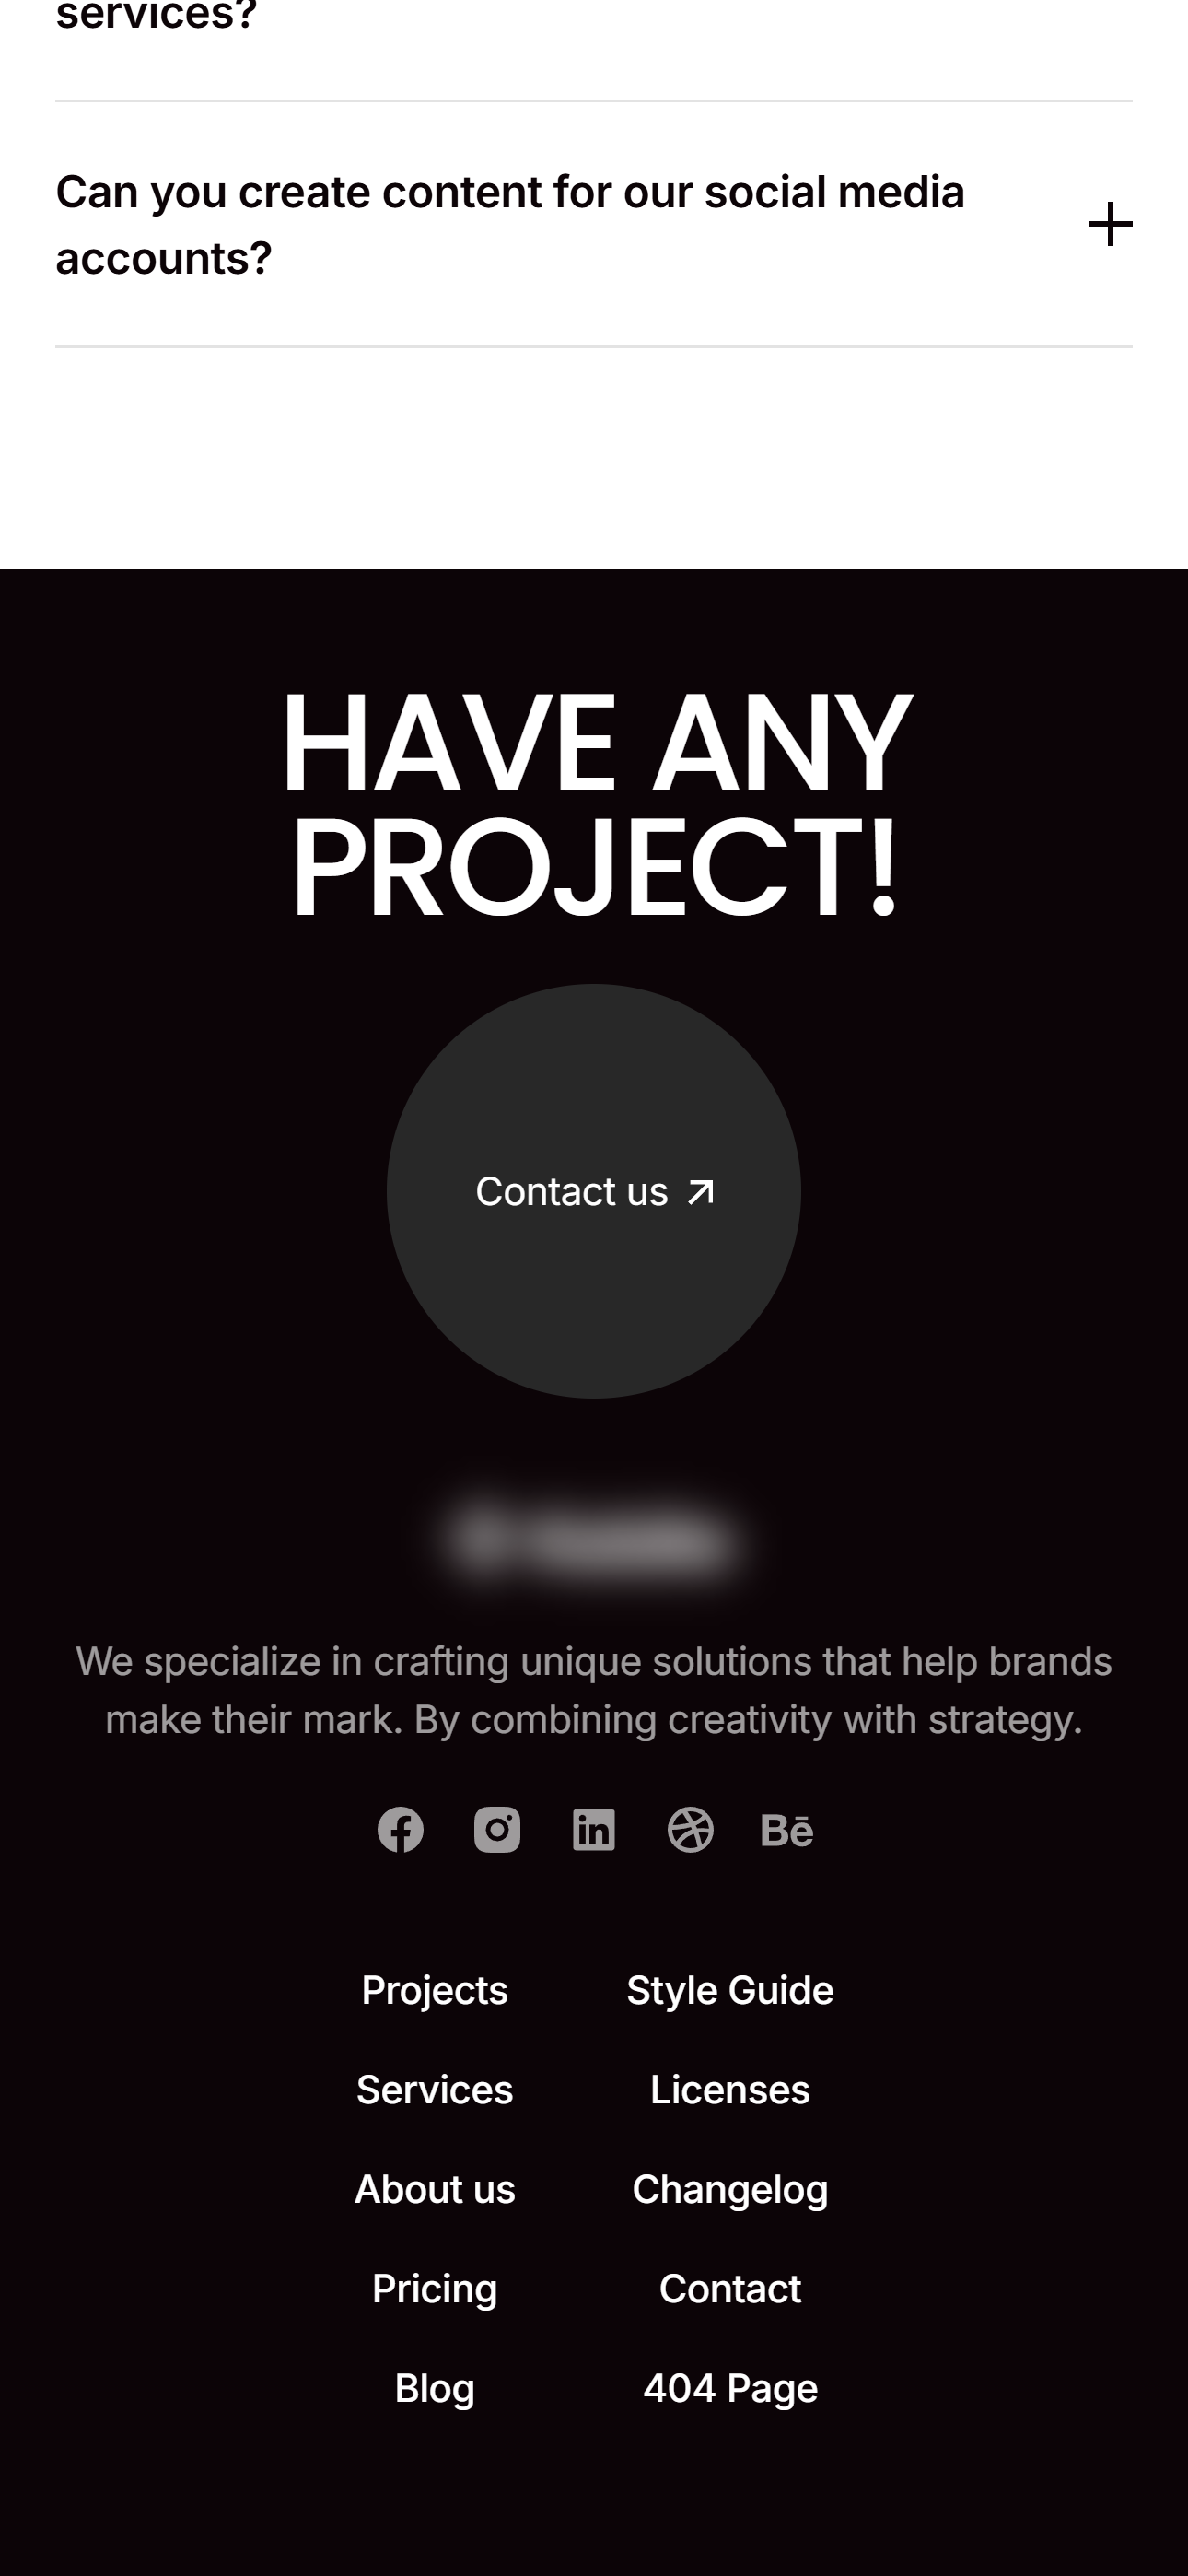 services?
Can you create content for our social media
accounts?
HAVE ANY
PROJECT!
Contact us
We specialize in crafting unique solutions that help brands
make their mark. By combining creativity with strategy.
Bē
Projects
Style Guide
Services
Licenses
About us
Changelog
Pricing
Contact
Blog
404 Page